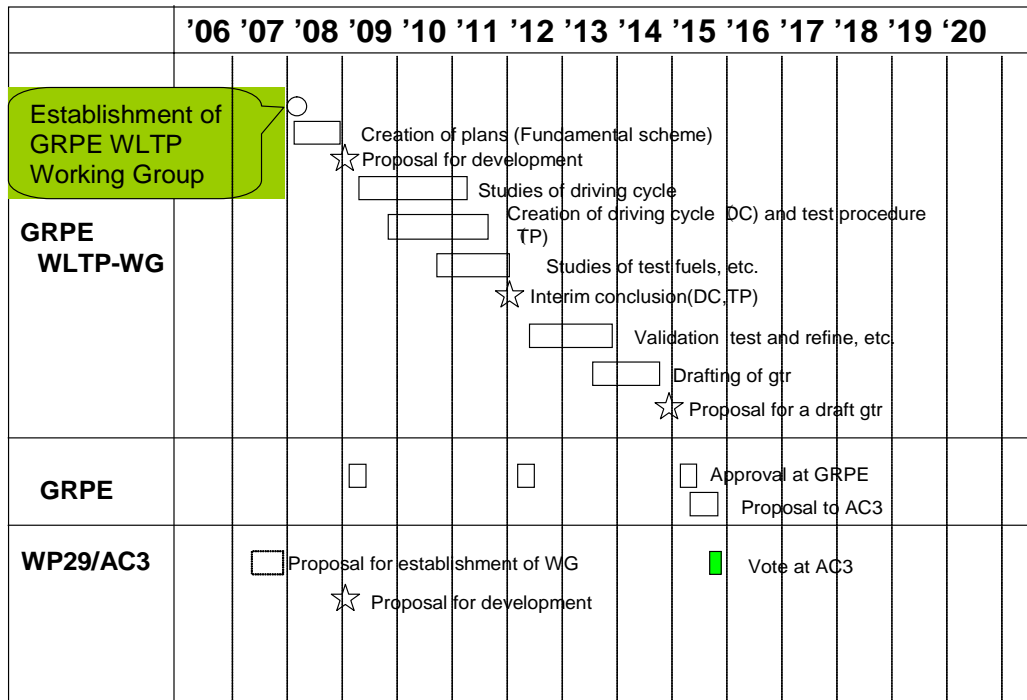 ’06 ’07 ’08 ’09 ’10 ’11 ’12 ’13 ’14 ’15 ’16 ’17 ’18 ’19 ‘20
Establishment of
GRPE WLTP
Working Group
Creation of plans (Fundamental scheme)
Proposal for development
Studies of driving cycle
GRPE
WLTP-WG
Creation of driving cycle (DC) and test procedure
(TP)
Studies of test fuels, etc.
Interim conclusion(DC,TP)
Validation test and refine, etc.
Drafting of gtr
Proposal for a draft gtr
GRPE
Approval at GRPE
Proposal to AC3
WP29/AC3
Proposal for establishment of WG
Vote at AC3
Proposal for development